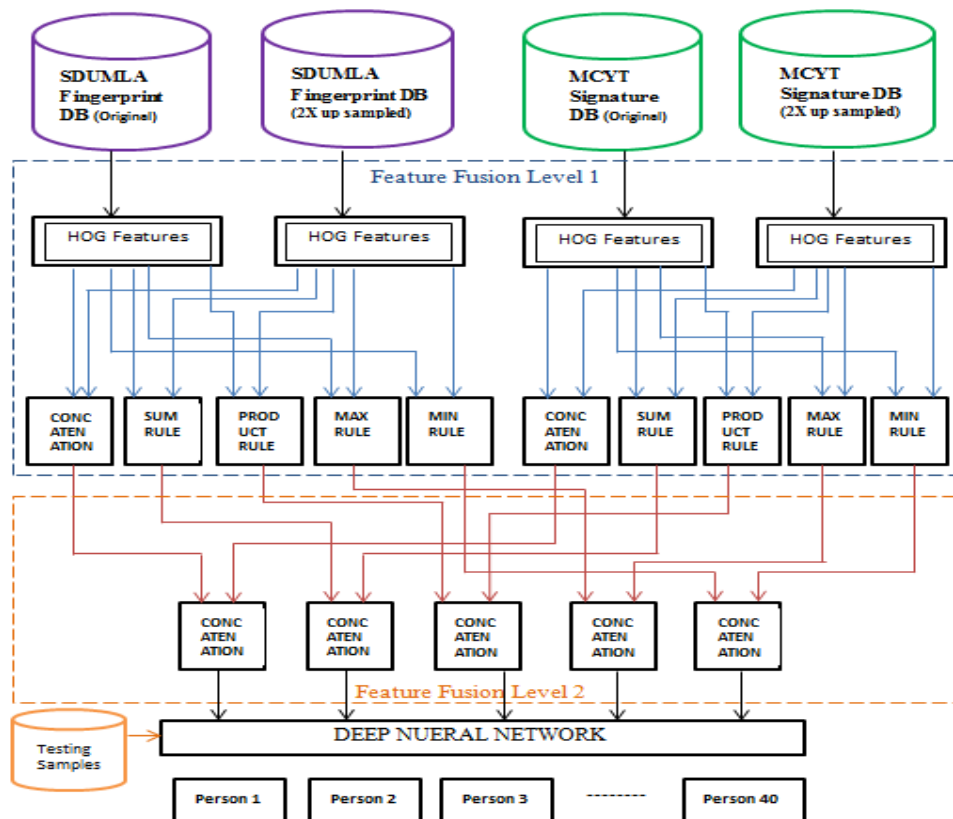 SDUMLA
Fingerprint
DB (Original)
SDUMLA
Fingerprint DB
(2X up sampled)
MCYT
Signature
DB (Original)
MCYT
Signature DB
(2X up sampled)
Feature Fusion Level 1
HOG Features
HOG Features
HOG Features
HOG Features
CONC
ATEN
ATION
SUM
RULE
PROD
UCT
RULE
MAX
RULE
MIN
RULE
CONC
ATEN
ATION
SUM
RULE
PROD
UCT RULE
MAX
RULE
MIN
RULE
CONC
ATEN
ATION
CONC
ATEN
ATION
CONC
ATEN
ATION
CONC
ATEN
ATION
CONC
ATEN
ATION
Feature Fusion Level 2
Testing
Samples
DEEP NUERAL NETWORK
Person 1
Person 2
Person 3
--------
Person 40